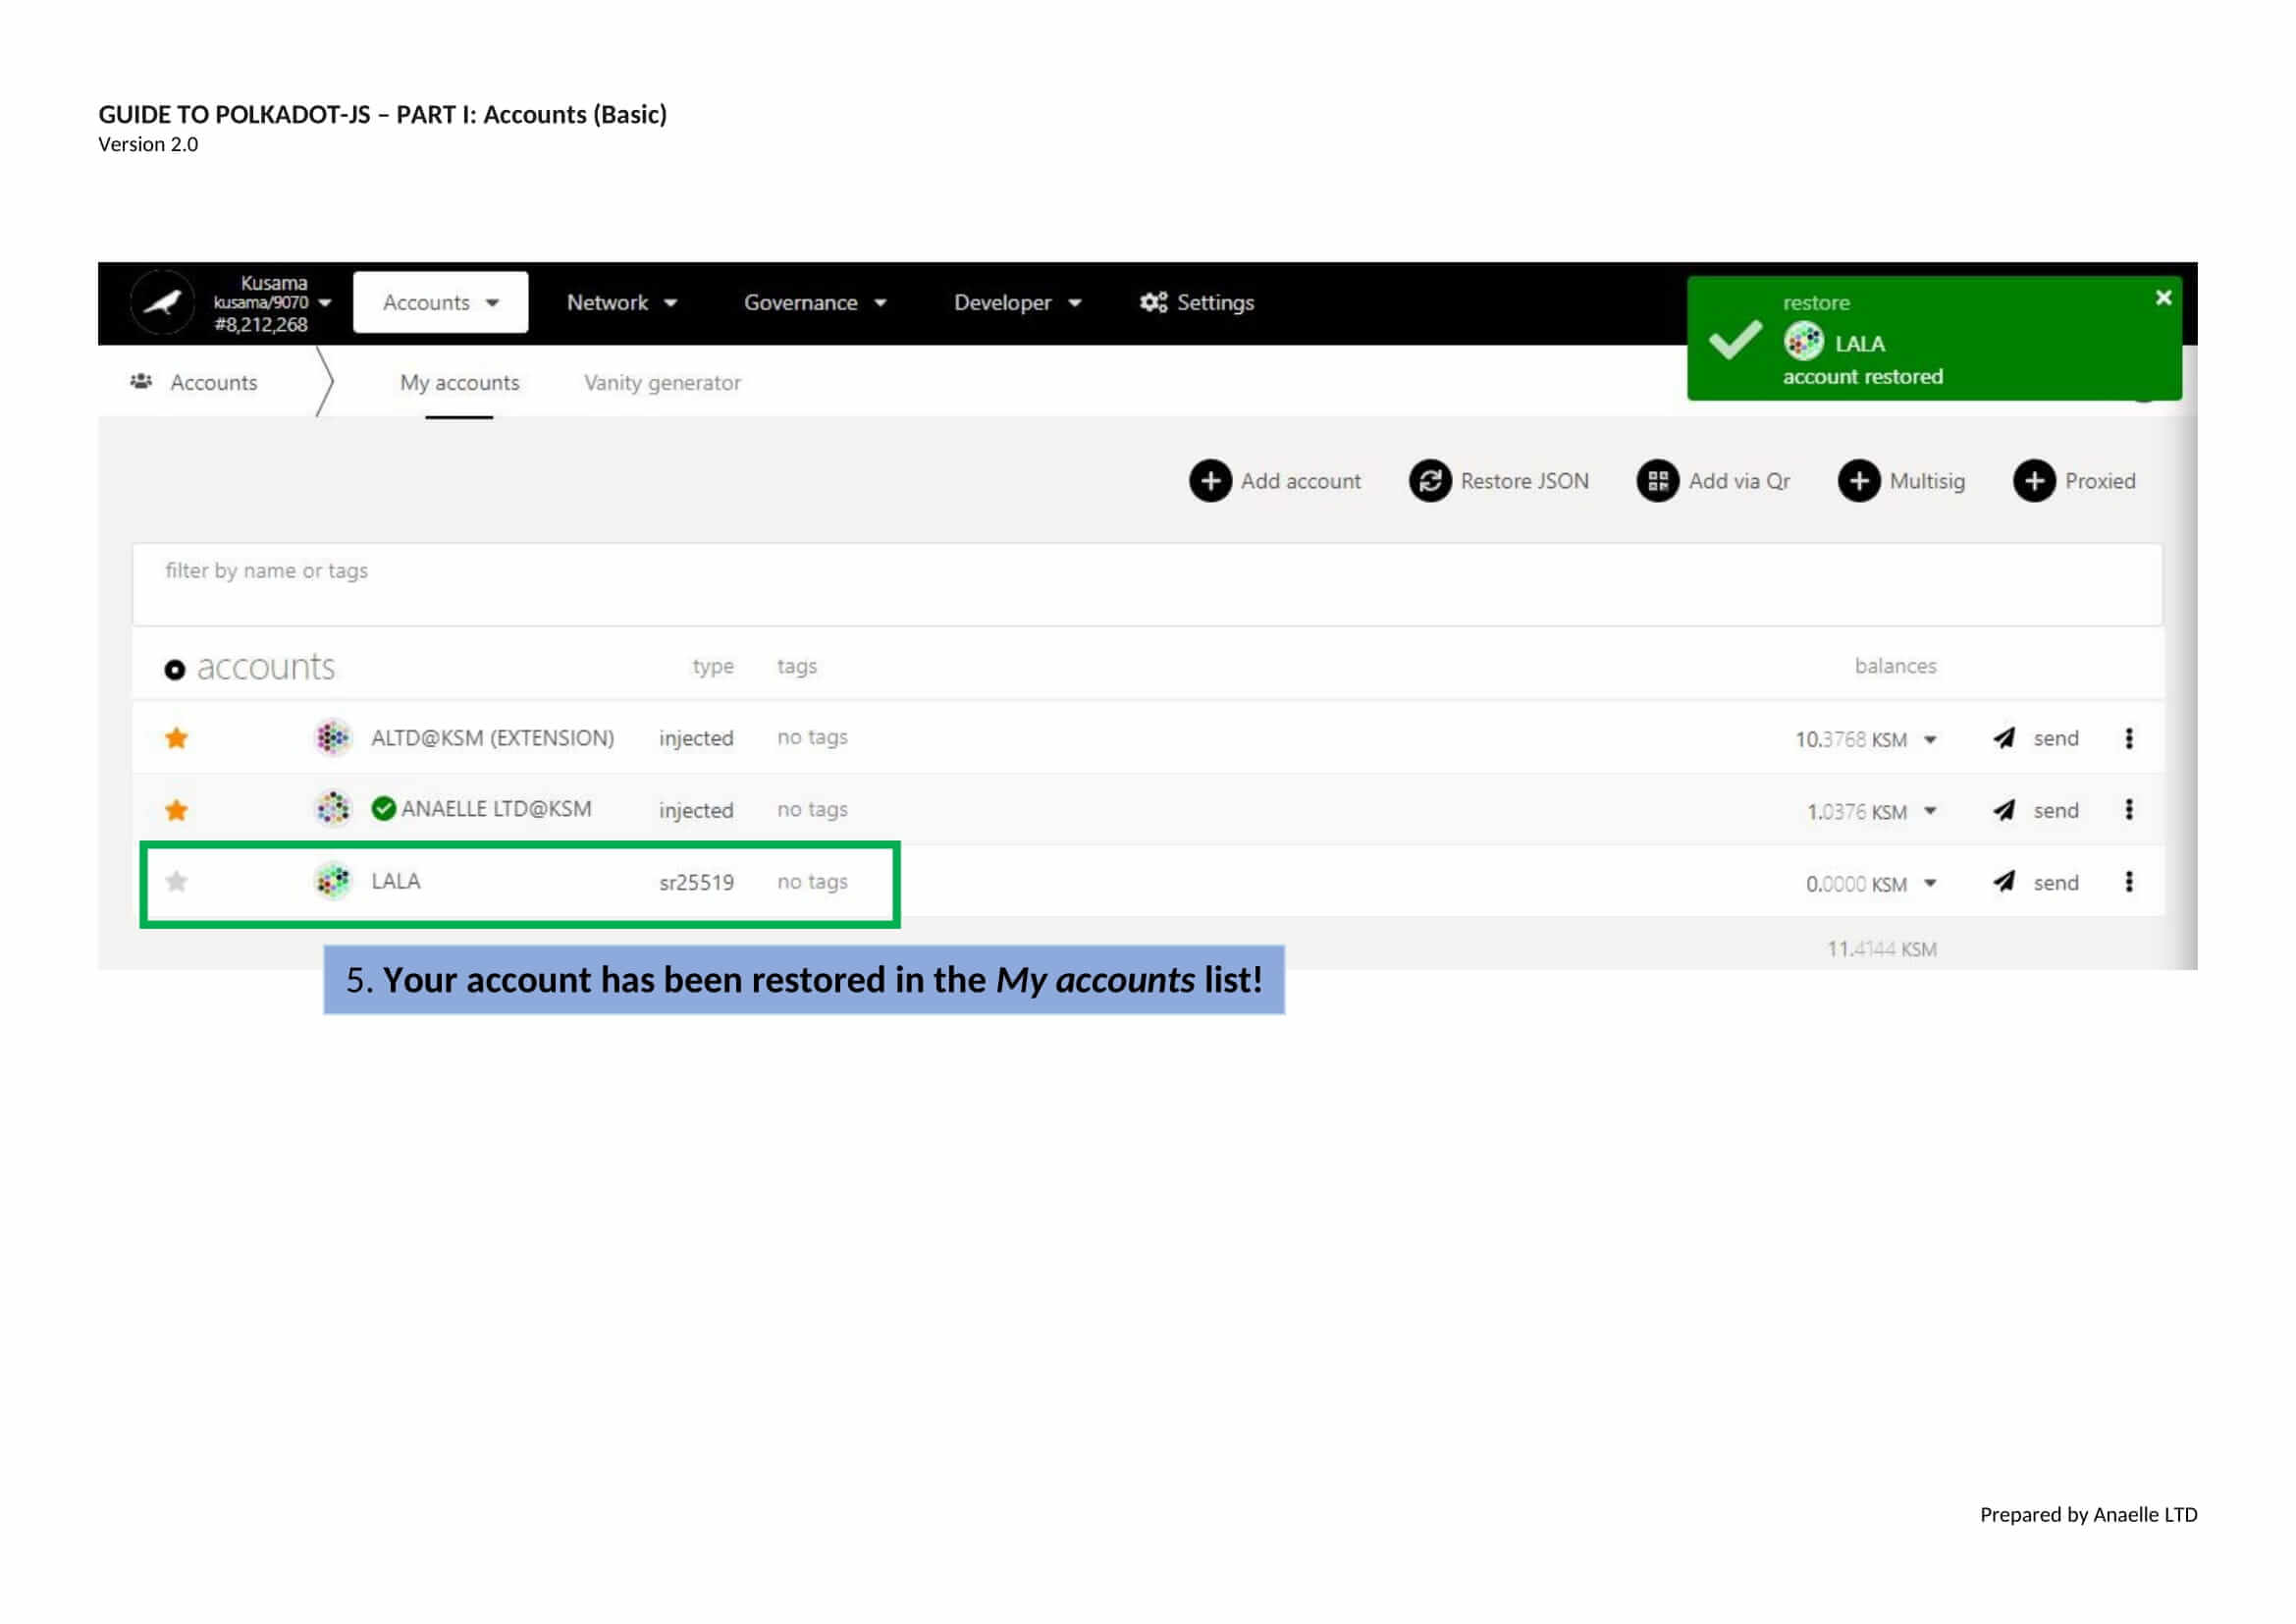 GUIDE TO POLKADOT-JS – PART I: Accounts (Basic)
Version 2.0
Kusama
kusama/9070
#8,212,268
Accounts
Network
Governance
Developer
Settings
restore
LALA
account restored
Accounts
My accounts
Vanity generator
Add account
Restore JSON
Add via Qr
Multisig
Proxied
filter by name or tags
accounts type tags balances
ALTD@KSM (EXTENSION) injected no tags 10.3768 KSM send
ANAELLE LTD@KSM injected no tags 1.0376 KSM send
LALA sr25519 no tags 0.0000 KSM send
11.4144 KSM
5. Your account has been restored in the My accounts list!
Prepared by Anaelle LTD